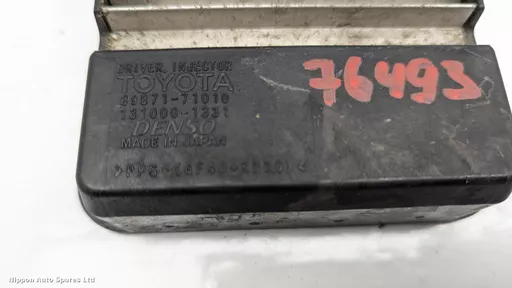 DRIVER, INJECTOR
TOYOTA
89871-71010
131000-1331
DENSO
MADE IN JAPAN
76493
Nippon Auto Spares Ltd